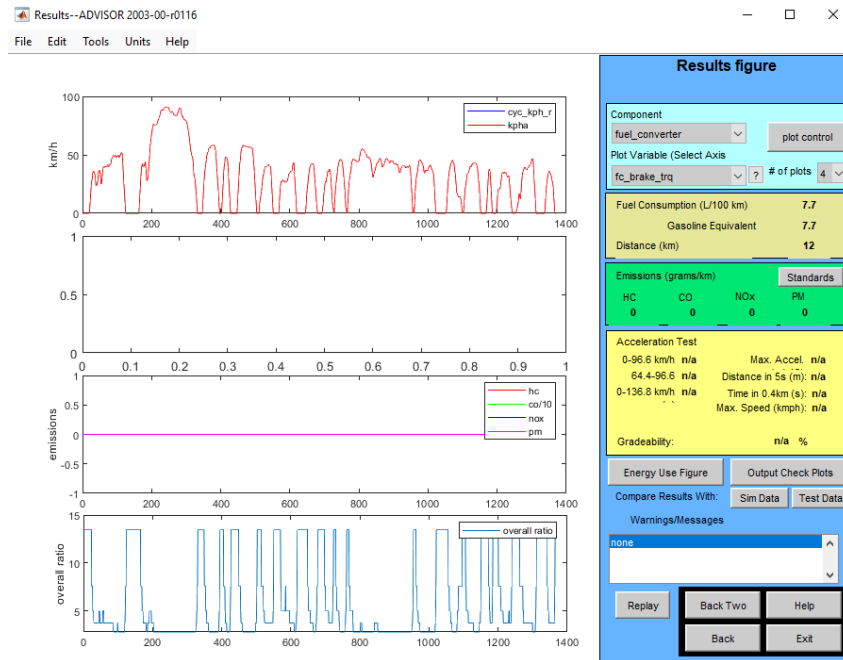 Results--ADVISOR 2003-00-r0116
File Edit Tools Units Help
Results figure
100
50
0
km/h
cyc_kph_r
kpha
0 200 400 600 800 1000 1200 1400
1
0.5
0
0 0.1 0.2 0.3 0.4 0.5 0.6 0.7 0.8 0.9 1
1
0.5
0
-0.5
-1
emissions
hc
co/10
nox
pm
0 200 400 600 800 1000 1200 1400
15
10
5
overall ratio
overall ratio
0 200 400 600 800 1000 1200 1400
Component
fuel_converter
plot control
Plot Variable (Select Axis
fc_brake_trq
?
# of plots
4
Fuel Consumption (L/100 km) 7.7
Gasoline Equivalent 7.7
Distance (km) 12
Emissions (grams/km)
Standards
HC CO NOx PM
0 0 0 0
Acceleration Test
0-96.6 km/h n/a
Max. Accel. n/a
64.4-96.6 n/a
Distance in 5s (m): n/a
0-136.8 km/h n/a
Time in 0.4km (s): n/a
Max. Speed (kmph): n/a
Gradeability: n/a %
Energy Use Figure
Output Check Plots
Compare Results With:
Sim Data
Test Data
Warnings/Messages
none
Replay
Back Two
Help
Back
Exit